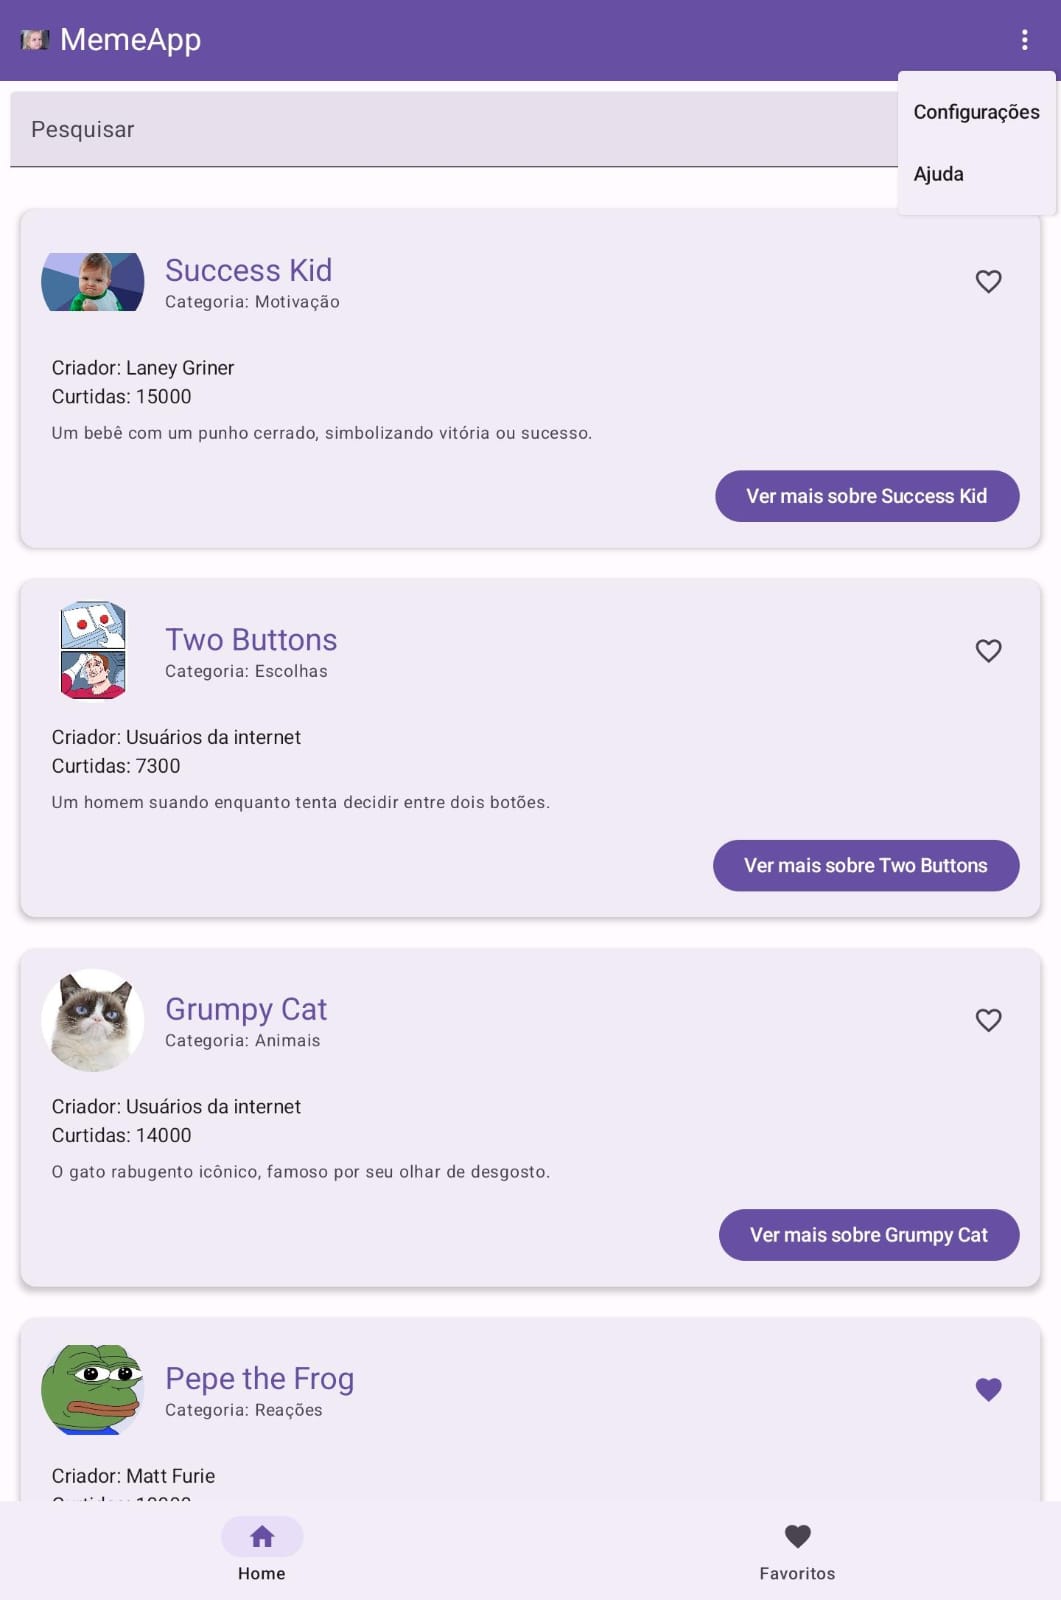 MemeApp
Configurações
Ajuda
Pesquisar
Success Kid
Categoria: Motivação
Criador: Laney Griner
Curtidas: 15000
Um bebê com um punho cerrado, simbolizando vitória ou sucesso.
Ver mais sobre Success Kid
Two Buttons
Categoria: Escolhas
Criador: Usuários da internet
Curtidas: 7300
Um homem suando enquanto tenta decidir entre dois botões.
Ver mais sobre Two Buttons
Grumpy Cat
Categoria: Animais
Criador: Usuários da internet
Curtidas: 14000
O gato rabugento icônico, famoso por seu olhar de desgosto.
Ver mais sobre Grumpy Cat
Pepe the Frog
Categoria: Reações
Criador: Matt Furie
Home
Favoritos